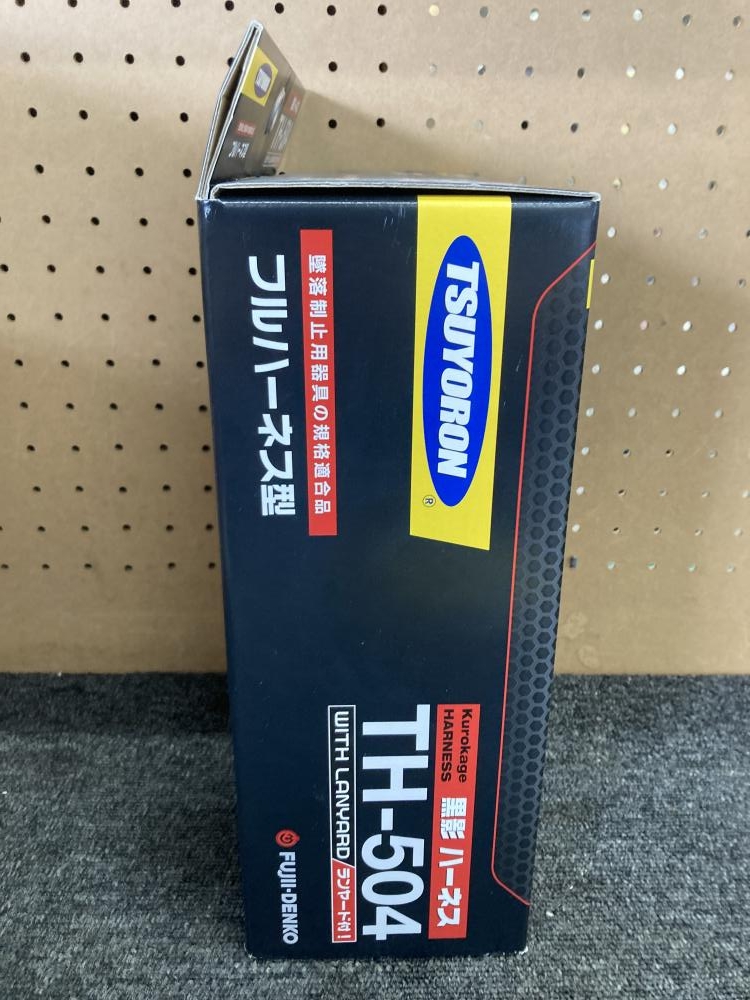 TSUYORON
®
墜落制止用器具の規格適合品
フルハーネス型
Kurokage
HARNESS
黒影 ハーネス
TH-504
WITH LANYARD ランヤード付!
FUJII-DENKO